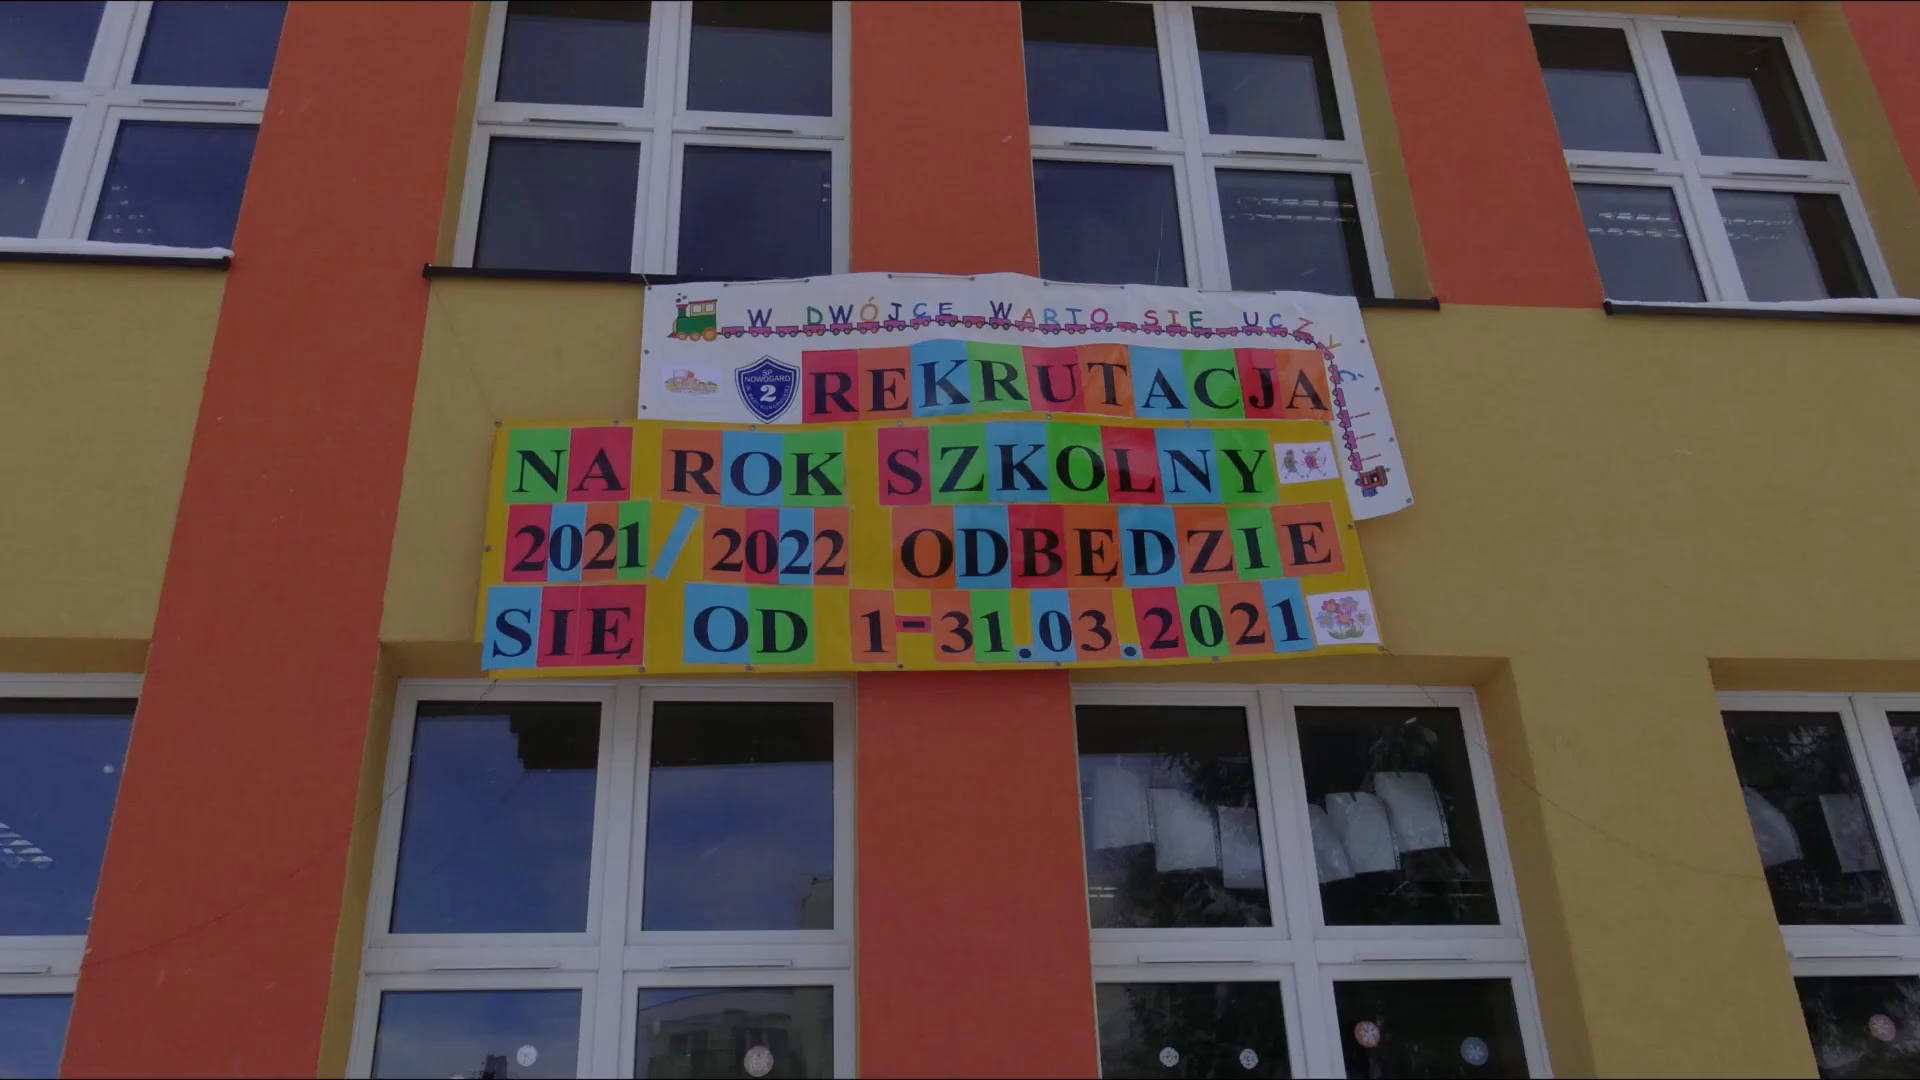 W DWÓJCE WARTO SIĘ UCZYĆ
SP
NOWOGARD
2
REKRUTACJA
NA ROK SZKOLNY
2021/2022 ODBĘDZIE
SIĘ OD 1-31.03.2021